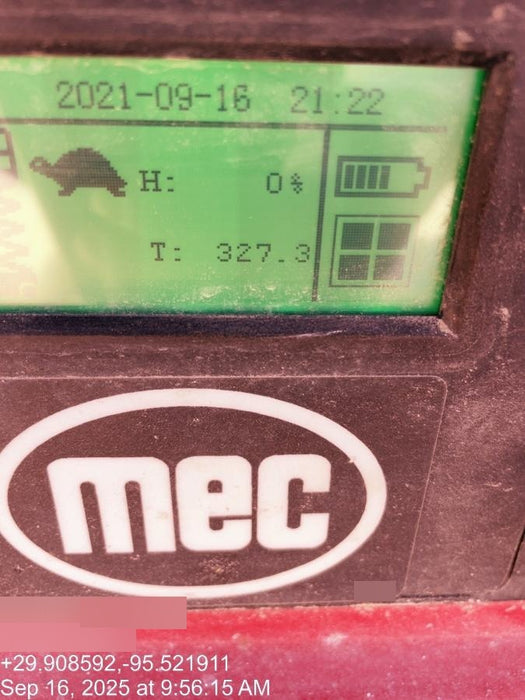 2021-09-16 21:22
H: 0%
T: 327.3
mec
+29.908592,-95.521911
Sep 16, 2025 at 9:56:15 AM